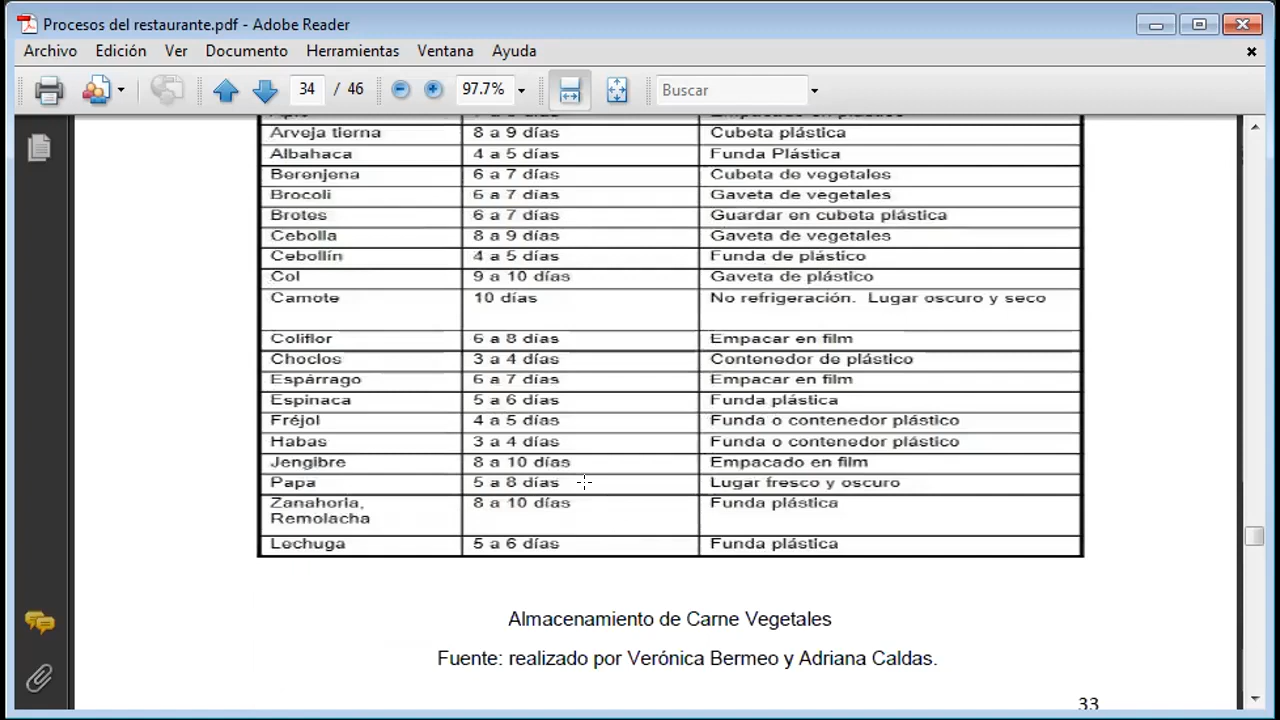 Procesos del restaurante.pdf - Adobe Reader
Archivo Edición Ver Documento Herramientas Ventana Ayuda
34 / 46 97.7% Buscar
Arveja tierna 8 a 9 días Cubeta plástica
Albahaca 4 a 5 días Funda Plástica
Berenjena 6 a 7 días Cubeta de vegetales
Brocoli 6 a 7 días Gaveta de vegetales
Brotes 6 a 7 días Guardar en cubeta plástica
Cebolla 8 a 9 días Gaveta de vegetales
Cebollín 4 a 5 días Funda de plástico
Col 9 a 10 días Gaveta de plástico
Camote 10 días No refrigeración. Lugar oscuro y seco
Coliflor 6 a 8 días Empacar en film
Choclos 3 a 4 días Contenedor de plástico
Espárrago 6 a 7 días Empacar en film
Espinaca 5 a 6 días Funda plástica
Fréjol 4 a 5 días Funda o contenedor plástico
Habas 3 a 4 días Funda o contenedor plástico
Jengibre 8 a 10 días Empacado en film
Papa 5 a 8 días Lugar fresco y oscuro
Zanahoria, 8 a 10 días Funda plástica
Remolacha
Lechuga 5 a 6 días Funda plástica
Almacenamiento de Carne Vegetales
Fuente: realizado por Verónica Bermeo y Adriana Caldas.
33